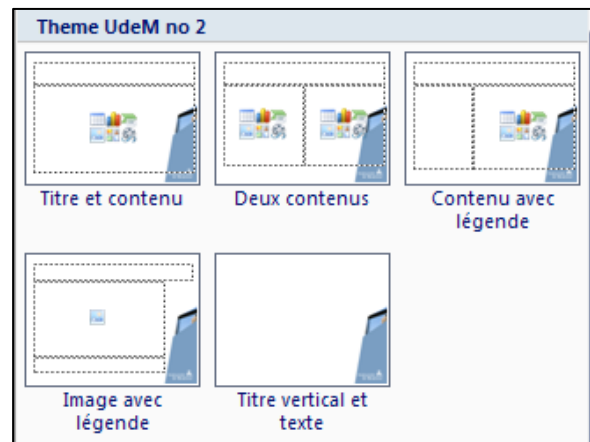 Theme UdeM no 2
Titre et contenu
Deux contenus
Contenu avec
légende
Image avec
légende
Titre vertical et
texte